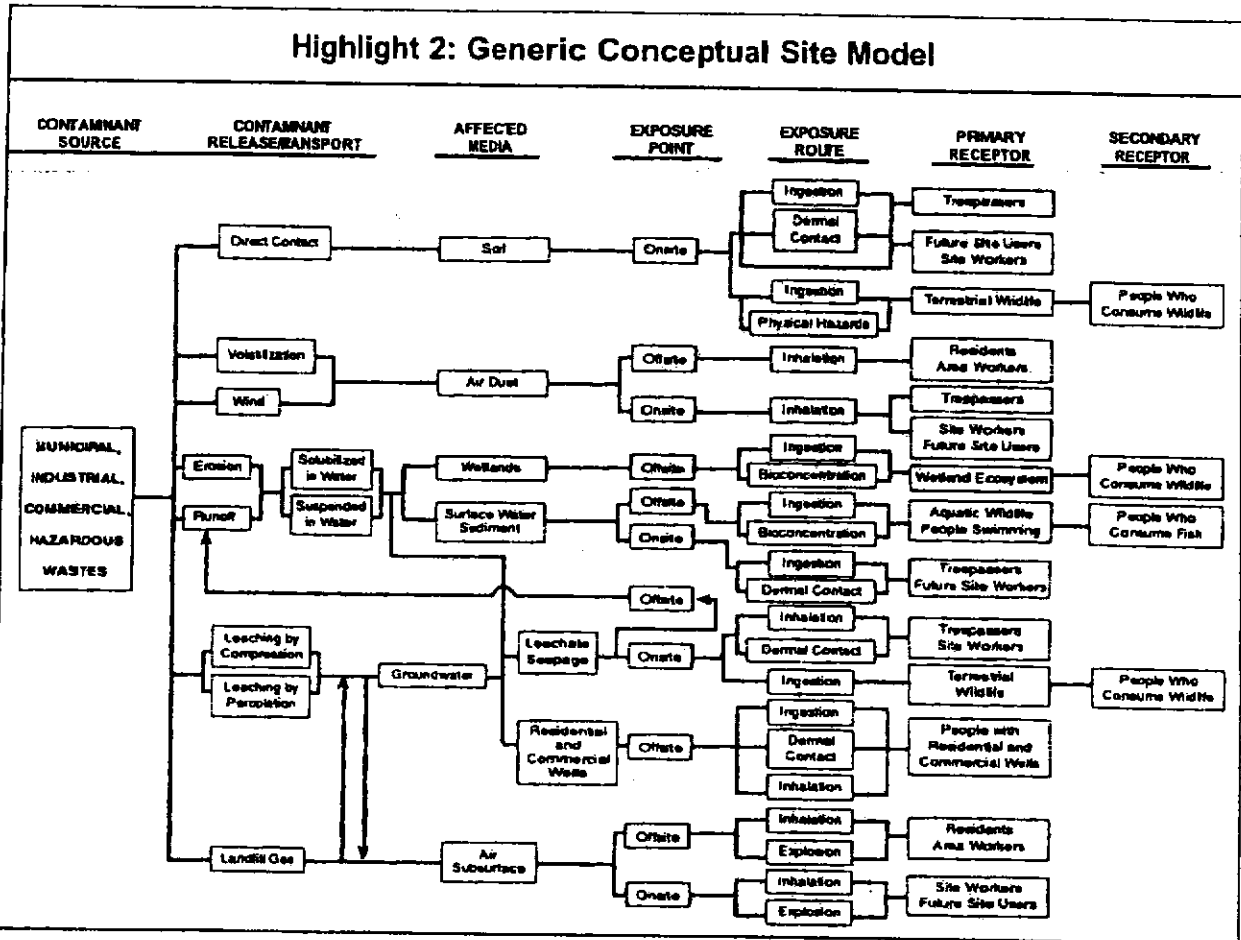 Highlight 2: Generic Conceptual Site Model
CONTAMINANT
SOURCE
CONTAMINANT
RELEASE/TRANSPORT
AFFECTED
MEDIA
EXPOSURE
POINT
EXPOSURE
ROUTE
PRIMARY
RECEPTOR
SECONDARY
RECEPTOR
MUNICIPAL,
INDUSTRIAL,
COMMERCIAL,
HAZARDOUS
WASTES
Direct Contact
Soil
Onsite
Ingestion
Dermal
Contact
Trespassers
Future Site Users
Site Workers
Ingestion
Physical Hazards
Terrestrial Wildlife
People Who
Consume Wildlife
Volatilization
Wind
Air Dust
Offsite
Inhalation
Residents
Area Workers
Onsite
Inhalation
Trespassers
Site Workers
Future Site Users
Erosion
Runoff
Solubilized
in Water
Suspended
in Water
Wetlands
Offsite
Ingestion
Bioconcentration
Wetland Ecosystem
People Who
Consume Wildlife
Surface Water
Sediment
Offsite
Onsite
Ingestion
Bioconcentration
Aquatic Wildlife
People Swimming
People Who
Consume Fish
Ingestion
Dermal Contact
Trespassers
Future Site Workers
Offsite
Leaching by
Compression
Leaching by
Percolation
Groundwater
Leachate
Seepage
Onsite
Inhalation
Dermal Contact
Trespassers
Site Workers
Ingestion
Terrestrial
Wildlife
People Who
Consume Wildlife
Residential
and
Commercial
Wells
Offsite
Ingestion
Dermal
Contact
Inhalation
People with
Residential and
Commercial Wells
Landfill Gas
Air
Subsurface
Offsite
Inhalation
Explosion
Residents
Area Workers
Onsite
Inhalation
Explosion
Site Workers
Future Site Users